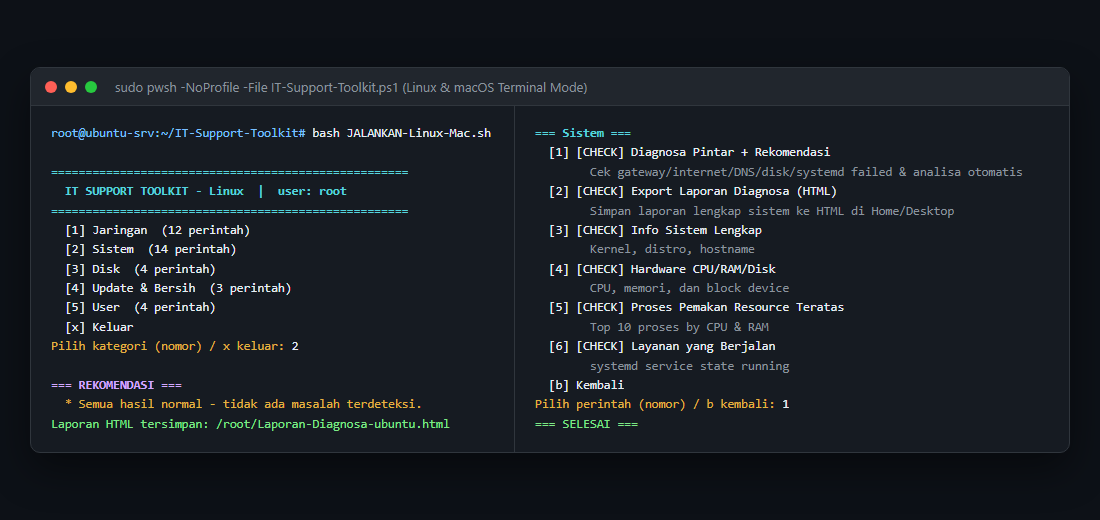 sudo pwsh -NoProfile -File IT-Support-Toolkit.ps1 (Linux & macOS Terminal Mode)
root@ubuntu-srv:~/IT-Support-Toolkit# bash JALANKAN-Linux-Mac.sh
====================================================
IT SUPPORT TOOLKIT - Linux | user: root
====================================================
[1] Jaringan (12 perintah)
[2] Sistem (14 perintah)
[3] Disk (4 perintah)
[4] Update & Bersih (3 perintah)
[5] User (4 perintah)
[x] Keluar
Pilih kategori (nomor) / x keluar: 2
=== REKOMENDASI ===
* Semua hasil normal - tidak ada masalah terdeteksi.
Laporan HTML tersimpan: /root/Laporan-Diagnosa-ubuntu.html
=== Sistem ===
[1] [CHECK] Diagnosa Pintar + Rekomendasi
Cek gateway/internet/DNS/disk/systemd failed & analisa otomatis
[2] [CHECK] Export Laporan Diagnosa (HTML)
Simpan laporan lengkap sistem ke HTML di Home/Desktop
[3] [CHECK] Info Sistem Lengkap
Kernel, distro, hostname
[4] [CHECK] Hardware CPU/RAM/Disk
CPU, memori, dan block device
[5] [CHECK] Proses Pemakan Resource Teratas
Top 10 proses by CPU & RAM
[6] [CHECK] Layanan yang Berjalan
systemd service state running
[b] Kembali
Pilih perintah (nomor) / b kembali: 1
=== SELESAI ===